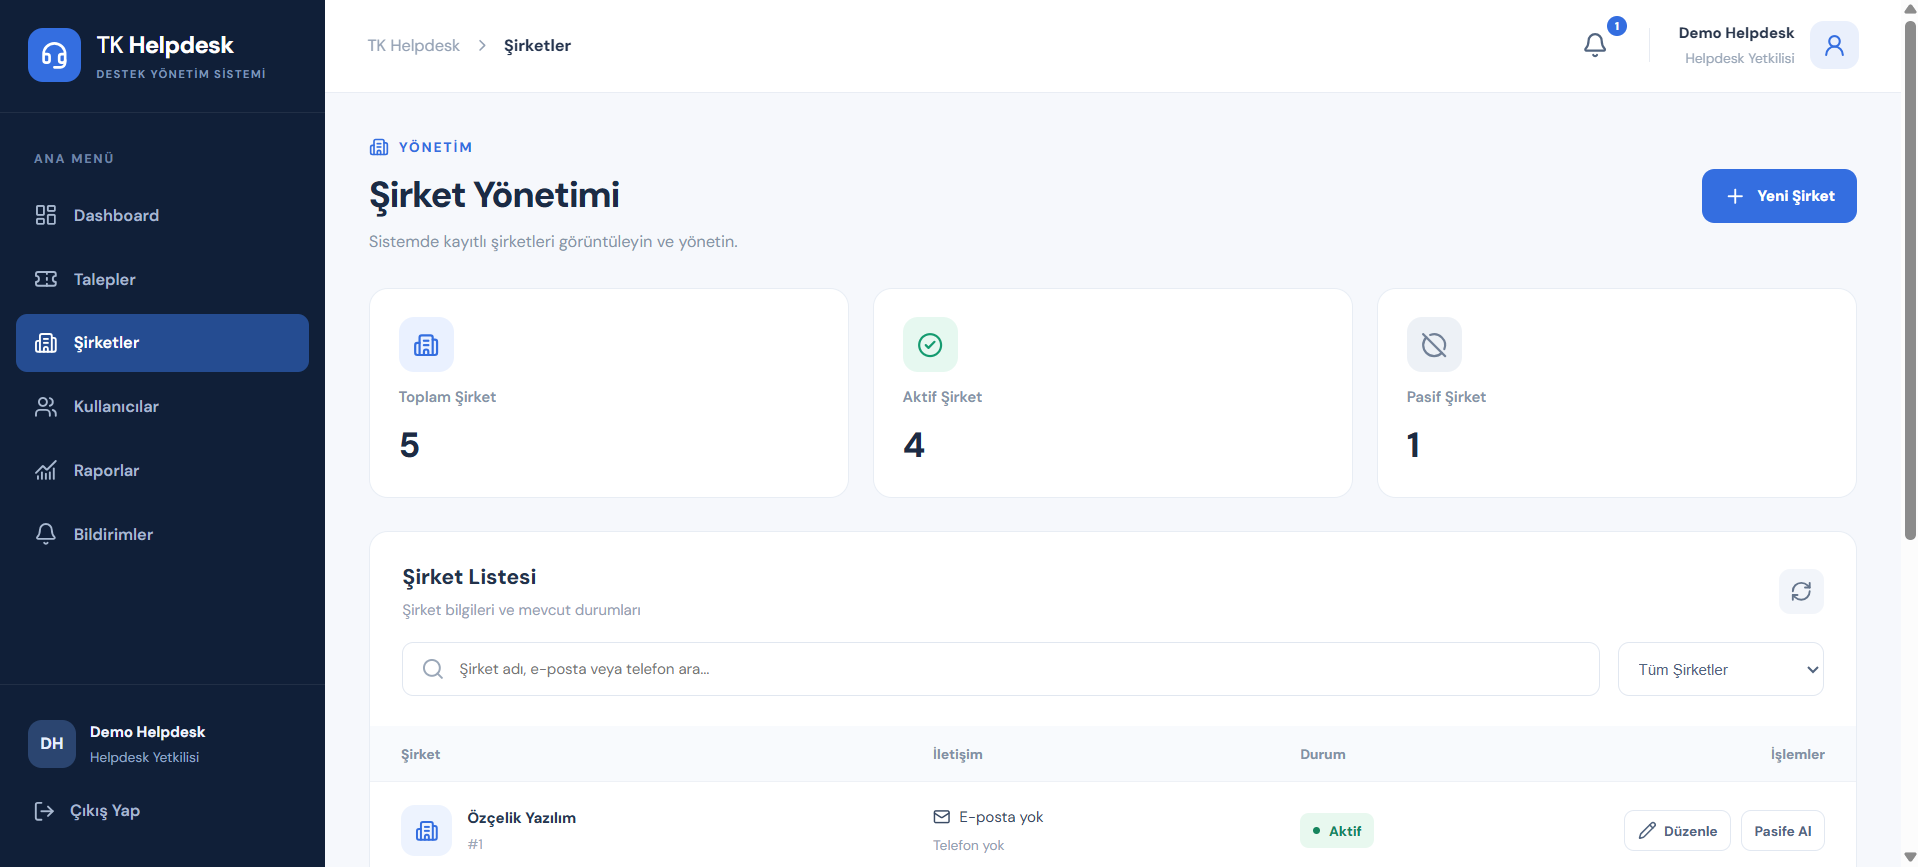 TK Helpdesk
DESTEK YÖNETİM SİSTEMİ
ANA MENÜ
Dashboard
Talepler
Şirketler
Kullanıcılar
Raporlar
Bildirimler
DH
Demo Helpdesk
Helpdesk Yetkilisi
Çıkış Yap
TK Helpdesk
Şirketler
1
Demo Helpdesk
Helpdesk Yetkilisi
YÖNETİM
Şirket Yönetimi
Sistemde kayıtlı şirketleri görüntüleyin ve yönetin.
Yeni Şirket
Toplam Şirket
5
Aktif Şirket
4
Pasif Şirket
1
Şirket Listesi
Şirket bilgileri ve mevcut durumları
Şirket adı, e-posta veya telefon ara...
Tüm Şirketler
Şirket İletişim Durum İşlemler
Özçelik Yazılım
#1
E-posta yok
Telefon yok
Aktif
Düzenle
Pasife Al